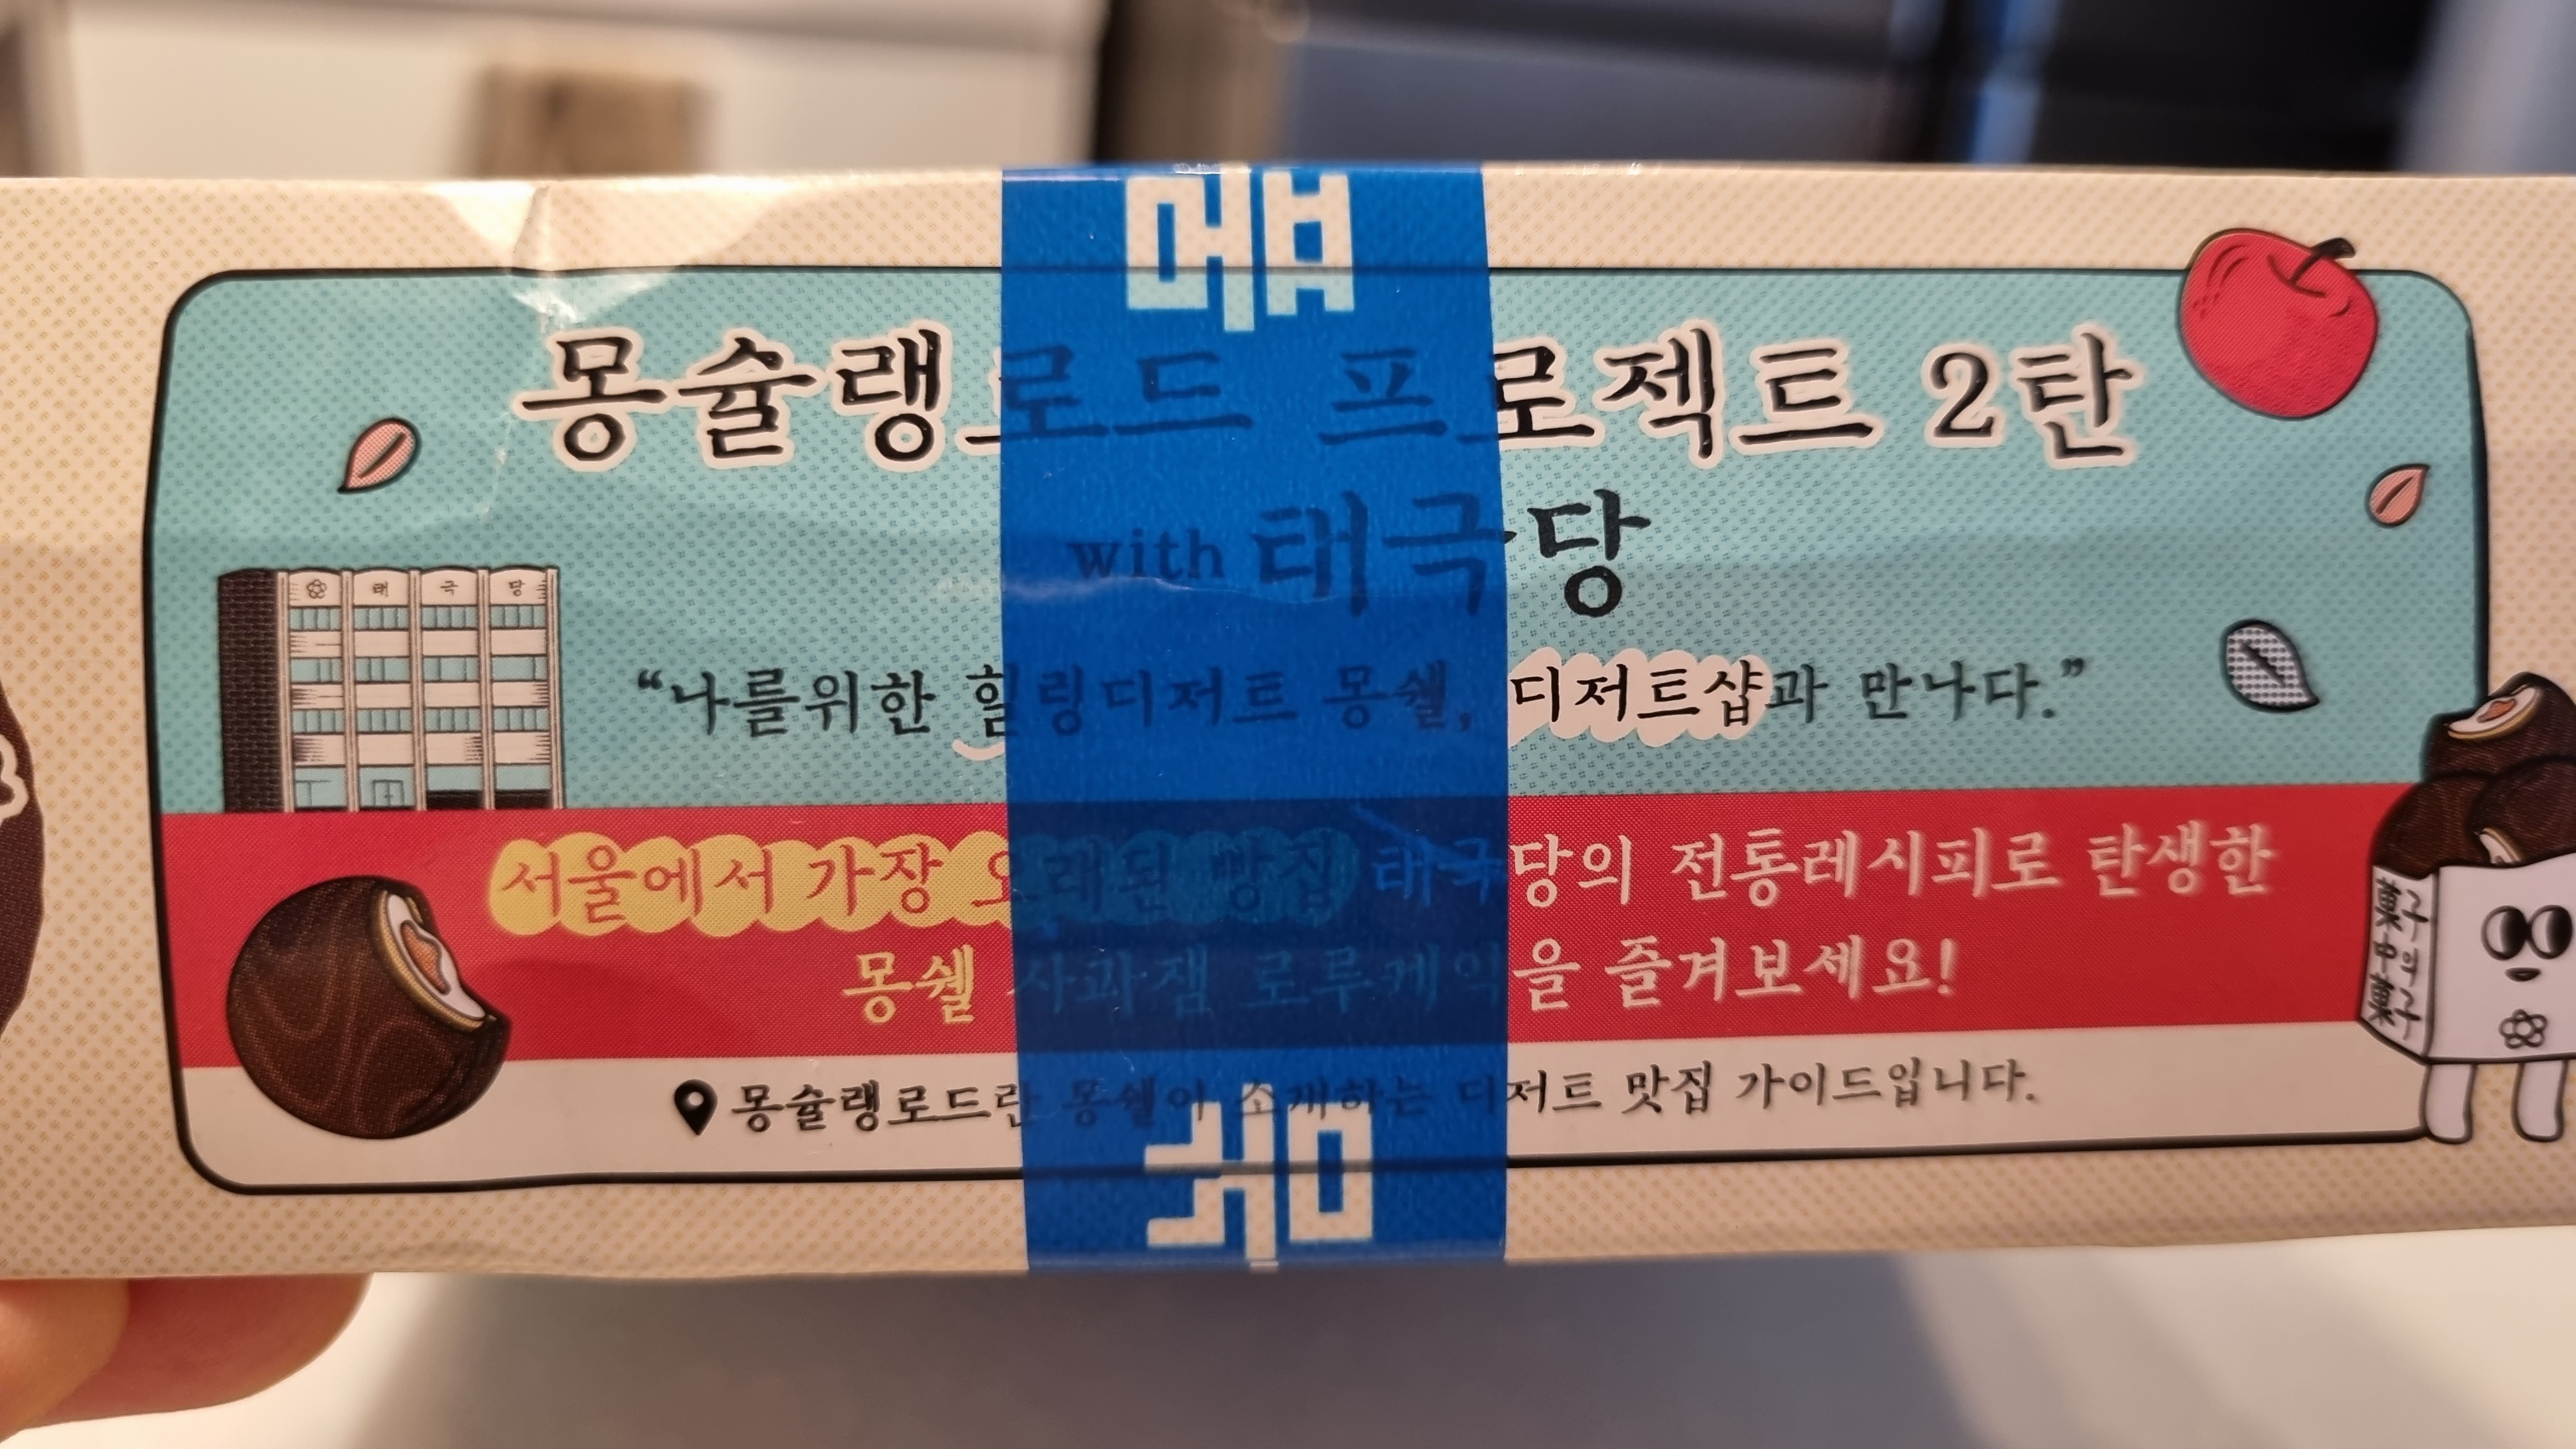 몽슐랭로드 프로젝트 2탄
with 태극당
태 극 당
“나를위한 힐링디저트 몽쉘, 디저트샵과 만나다.”
서울에서 가장 오래된 빵집 태극당의 전통레시피로 탄생한
몽쉘 사과잼 로루케익을 즐겨보세요!
몽슐랭로드란 몽쉘이 소개하는 디저트 맛집 가이드입니다.
菓子
中의
菓子